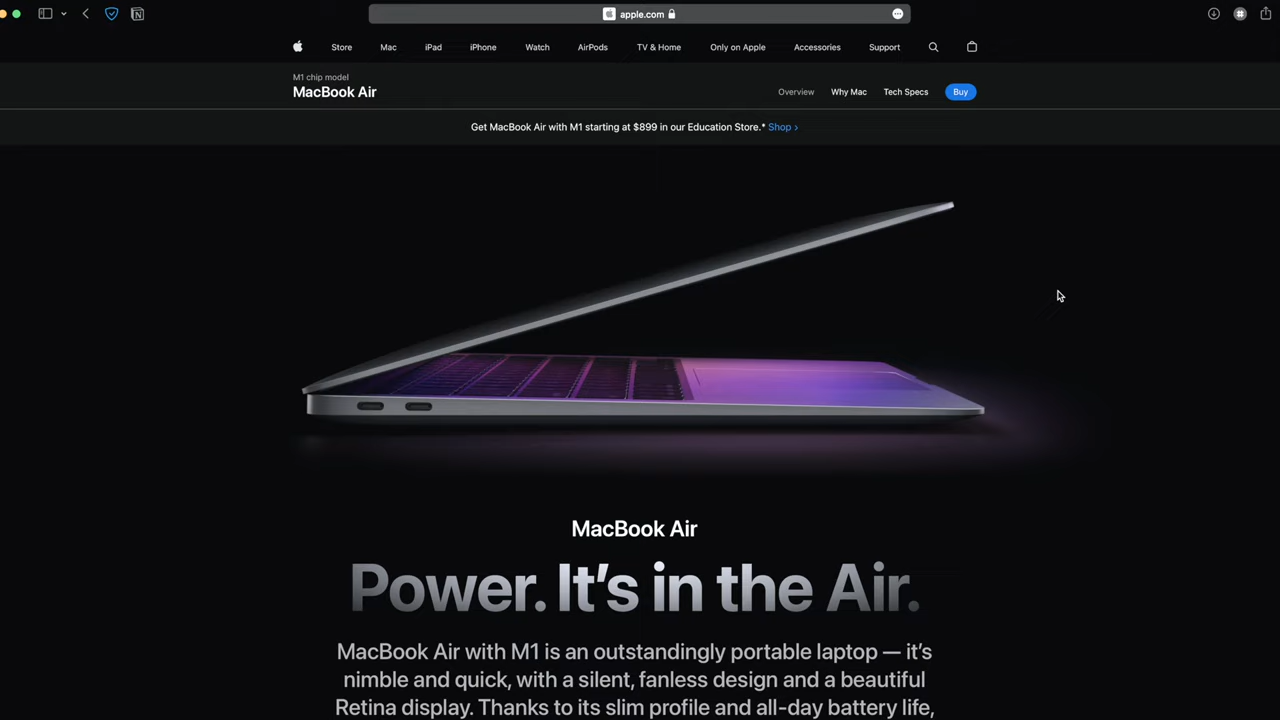 apple.com
Store Mac iPad iPhone Watch AirPods TV & Home Only on Apple Accessories Support
M1 chip model
MacBook Air
Overview Why Mac Tech Specs Buy
Get MacBook Air with M1 starting at $899 in our Education Store.* Shop >
MacBook Air
Power. It's in the Air.
MacBook Air with M1 is an outstandingly portable laptop — it's
nimble and quick, with a silent, fanless design and a beautiful
Retina display. Thanks to its slim profile and all-day battery life,